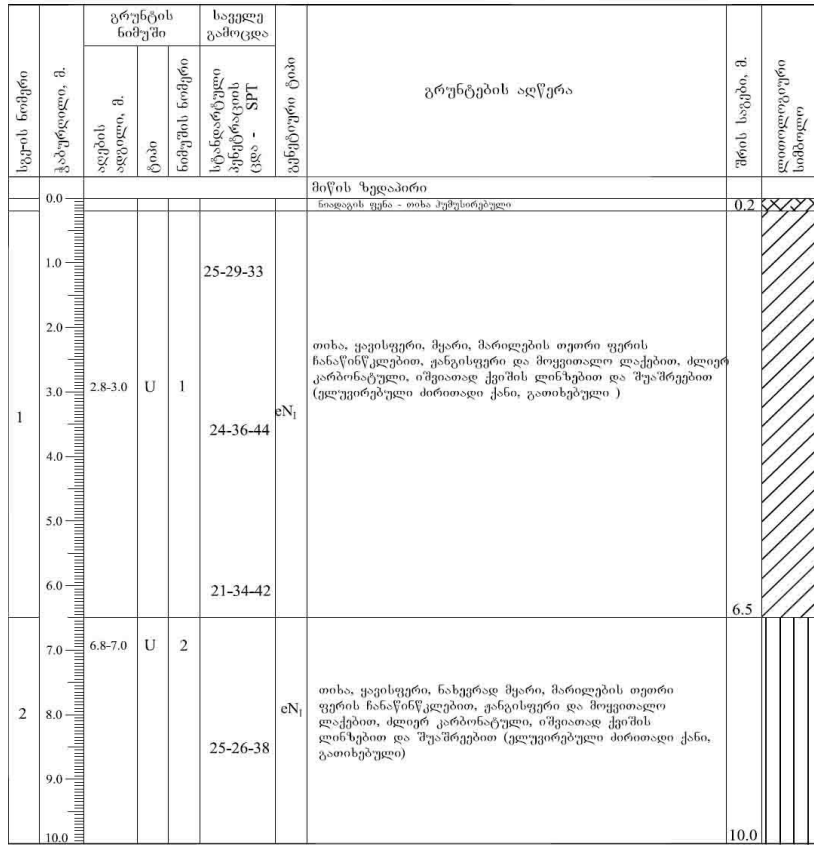 გრუნტის
ნიმუში
საველე
გამოცდა
სგე-ის ნომერი
ჭაბურღილი, მ.
აღების
ადგილი, მ.
ტიპი
ნიმუშის ნომერი
სტანდარტული
პენეტრაციის
ცდა - SPT
გენეტიური ტიპი
გრუნტების აღწერა
შრის საგები, მ.
ლითოლოგიური
სიმბოლო
მიწის ზედაპირი
0.0
ნიადაგის ფენა - თიხა ჰუმუსირებული
0.2
1.0
25-29-33
2.0
თიხა, ყავისფერი, მყარი, მარილების თეთრი ფერის
ჩანაწინწკლებით, ჟანგისფერი და მოყვითალო ლაქებით, ძლიერ
კარბონატული, იშვიათად ქვიშის ლინზებით და შუაშრეებით
(ელუვირებული ძირითადი ქანი, გათიხებული )
3.0
2.8-3.0
U
1
1
eN1
24-36-44
4.0
5.0
6.0
21-34-42
6.5
7.0
6.8-7.0
U
2
თიხა, ყავისფერი, ნახევრად მყარი, მარილების თეთრი
ფერის ჩანაწინწკლებით, ჟანგისფერი და მოყვითალო
ლაქებით, ძლიერ კარბონატული, იშვიათად ქვიშის
ლინზებით და შუაშრეებით (ელუვირებული ძირითადი ქანი,
გათიხებული)
2
8.0
eN1
25-26-38
9.0
10.0
10.0